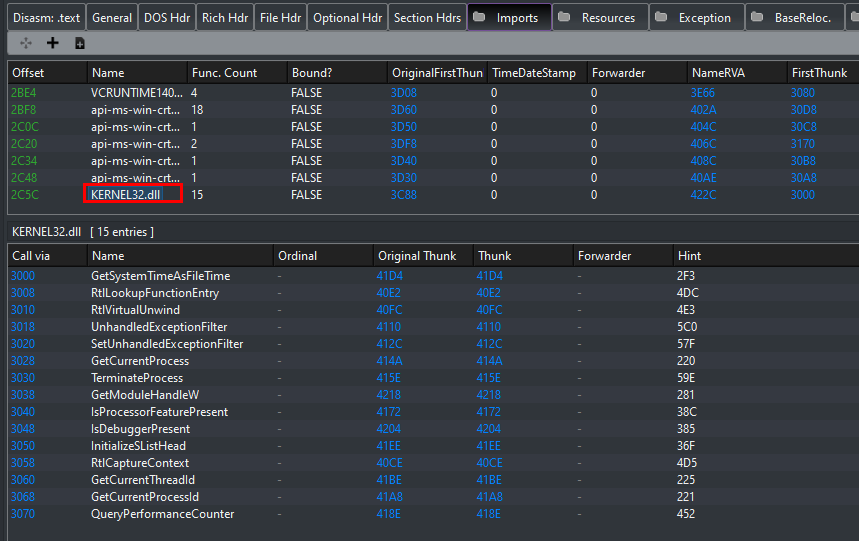 Disasm: .text General DOS Hdr Rich Hdr File Hdr Optional Hdr Section Hdrs Imports Resources Exception BaseReloc.
Offset Name Func. Count Bound? OriginalFirstThun TimeDateStamp Forwarder NameRVA FirstThunk
2BE4 VCRUNTIME140... 4 FALSE 3D08 0 0 3E66 3080
2BF8 api-ms-win-crt... 18 FALSE 3D60 0 0 402A 30D8
2C0C api-ms-win-crt... 1 FALSE 3D50 0 0 404C 30C8
2C20 api-ms-win-crt... 2 FALSE 3DF8 0 0 406C 3170
2C34 api-ms-win-crt... 1 FALSE 3D40 0 0 408C 30B8
2C48 api-ms-win-crt... 1 FALSE 3D30 0 0 40AE 30A8
2C5C KERNEL32.dll 15 FALSE 3C88 0 0 422C 3000
KERNEL32.dll [ 15 entries ]
Call via Name Ordinal Original Thunk Thunk Forwarder Hint
3000 GetSystemTimeAsFileTime - 41D4 41D4 - 2F3
3008 RtlLookupFunctionEntry - 40E2 40E2 - 4DC
3010 RtlVirtualUnwind - 40FC 40FC - 4E3
3018 UnhandledExceptionFilter - 4110 4110 - 5C0
3020 SetUnhandledExceptionFilter - 412C 412C - 57F
3028 GetCurrentProcess - 414A 414A - 220
3030 TerminateProcess - 415E 415E - 59E
3038 GetModuleHandleW - 4218 4218 - 281
3040 IsProcessorFeaturePresent - 4172 4172 - 38C
3048 IsDebuggerPresent - 4204 4204 - 385
3050 InitializeSListHead - 41EE 41EE - 36F
3058 RtlCaptureContext - 40CE 40CE - 4D5
3060 GetCurrentThreadId - 41BE 41BE - 225
3068 GetCurrentProcessId - 41A8 41A8 - 221
3070 QueryPerformanceCounter - 418E 418E - 452